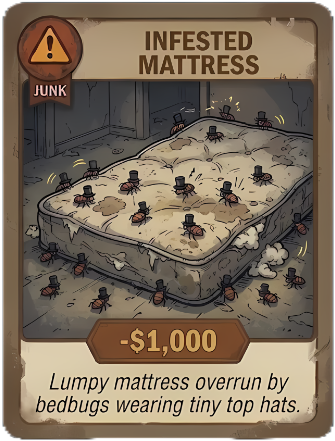 INFESTED
MATTRESS
JUNK
-$1,000
Lumpy mattress overrun by
bedbugs wearing tiny top hats.